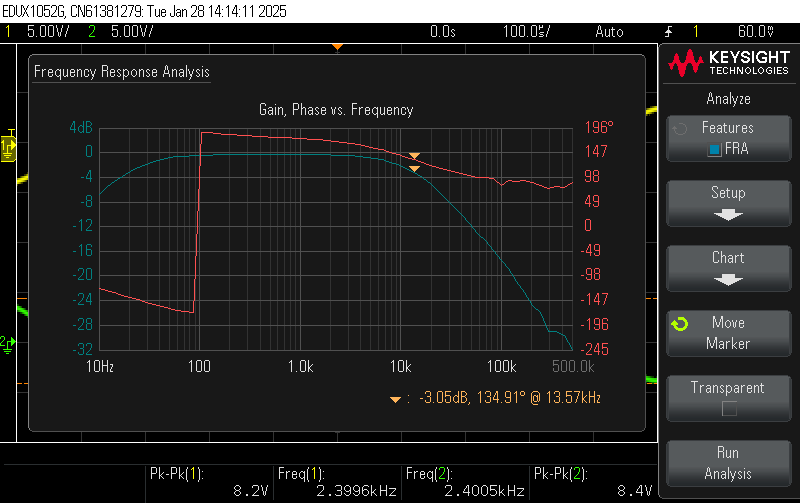 EDUX1052G, CN61381279: Tue Jan 28 14:14:11 2025
1 5.00V/ 2 5.00V/ 0.0s 100.0s/ Auto 1 60.0V
Frequency Response Analysis
Gain, Phase vs. Frequency
4dB 196°
0 147
-4 98
-8 49
-12 0
-16 -49
-20 -98
-24 -147
-28 -196
-32 -245
10Hz 100 1.0k 10k 100k 500.0k
: -3.05dB, 134.91° @ 13.57kHz
KEYSIGHT
TECHNOLOGIES
Analyze
Features
FRA
Setup
Chart
Move
Marker
Transparent
Run
Analysis
Pk-Pk(1): Freq(1): Freq(2): Pk-Pk(2):
8.2V 2.3996kHz 2.4005kHz 8.4V
1
T
2